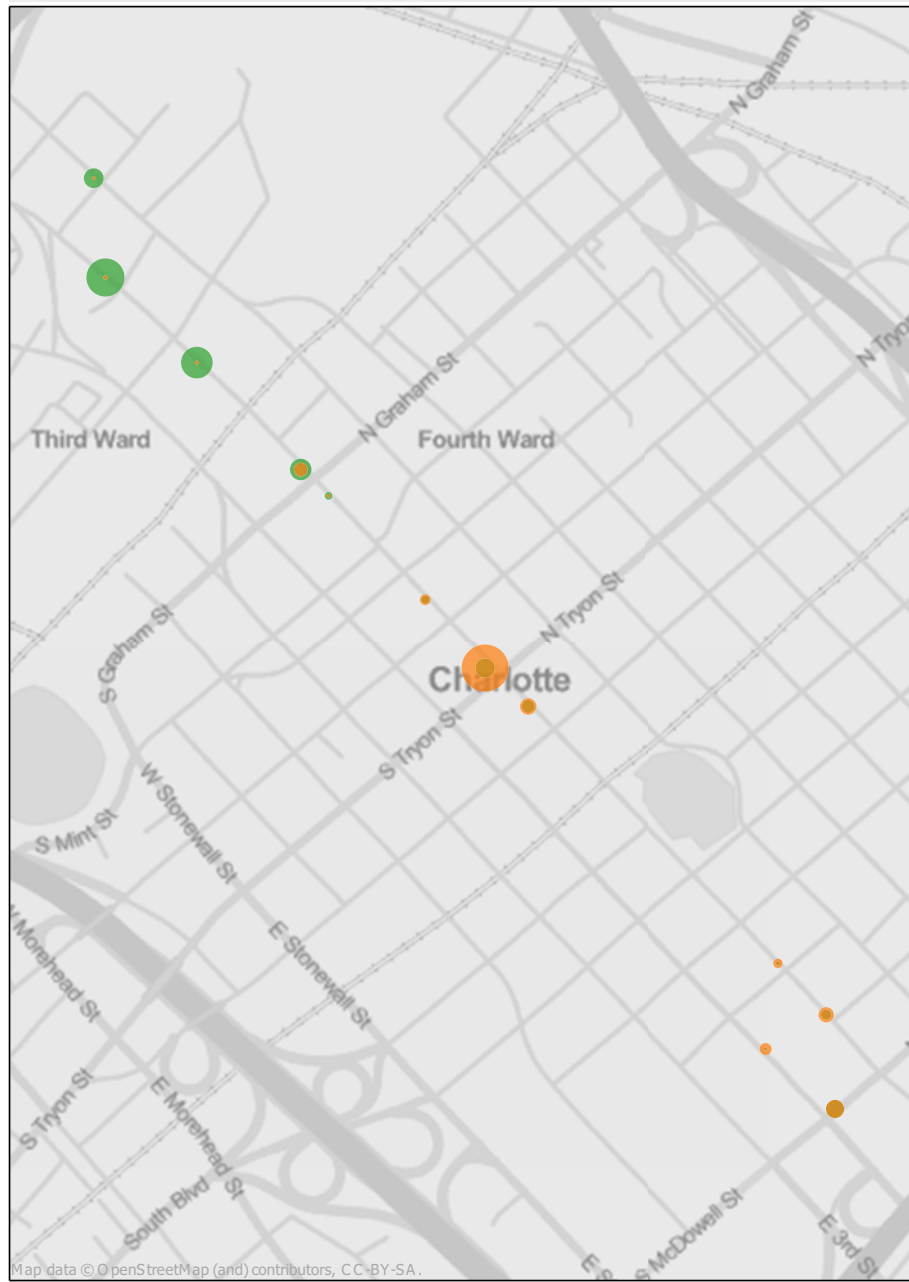 N Graham St
N Tryo
N Graham St
Third Ward
Fourth Ward
N Tryon St
S Graham St
Charlotte
S Tryon St
W Stonewall St
S Mint St
E Stonewall St
W Morehead St
S Tryon St
E Morehead St
South Blvd
S McDowell St
E 3rd St
E S
Map data © OpenStreetMap (and) contributors, CC-BY-SA.